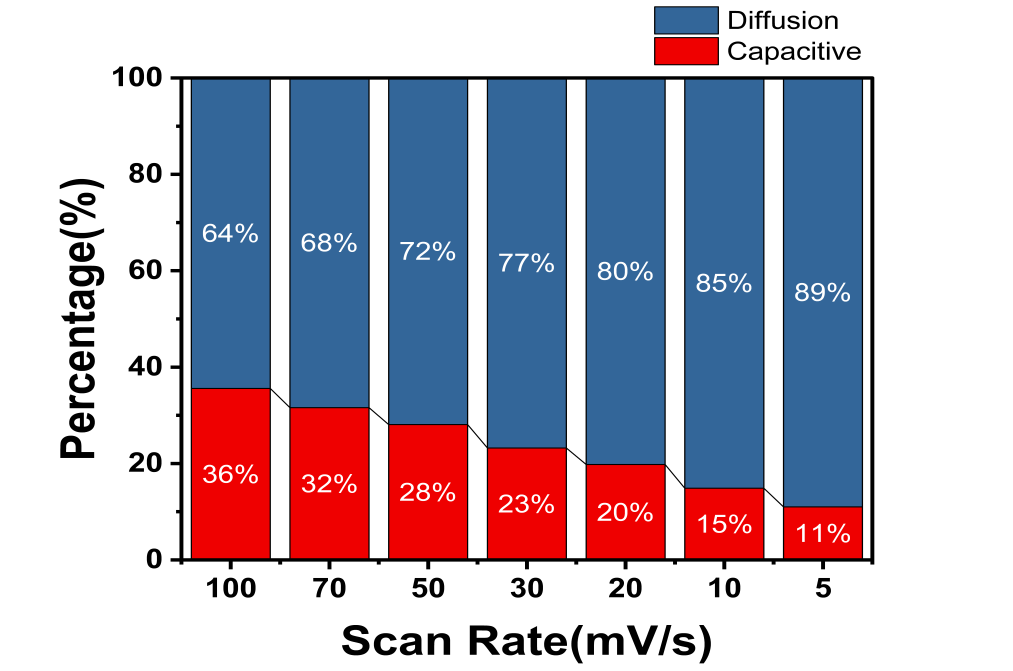 Diffusion
Capacitive
100
80
60
40
20
0
Percentage(%)
64% 68% 72% 77% 80% 85% 89%
36% 32% 28% 23% 20% 15% 11%
100 70 50 30 20 10 5
Scan Rate(mV/s)